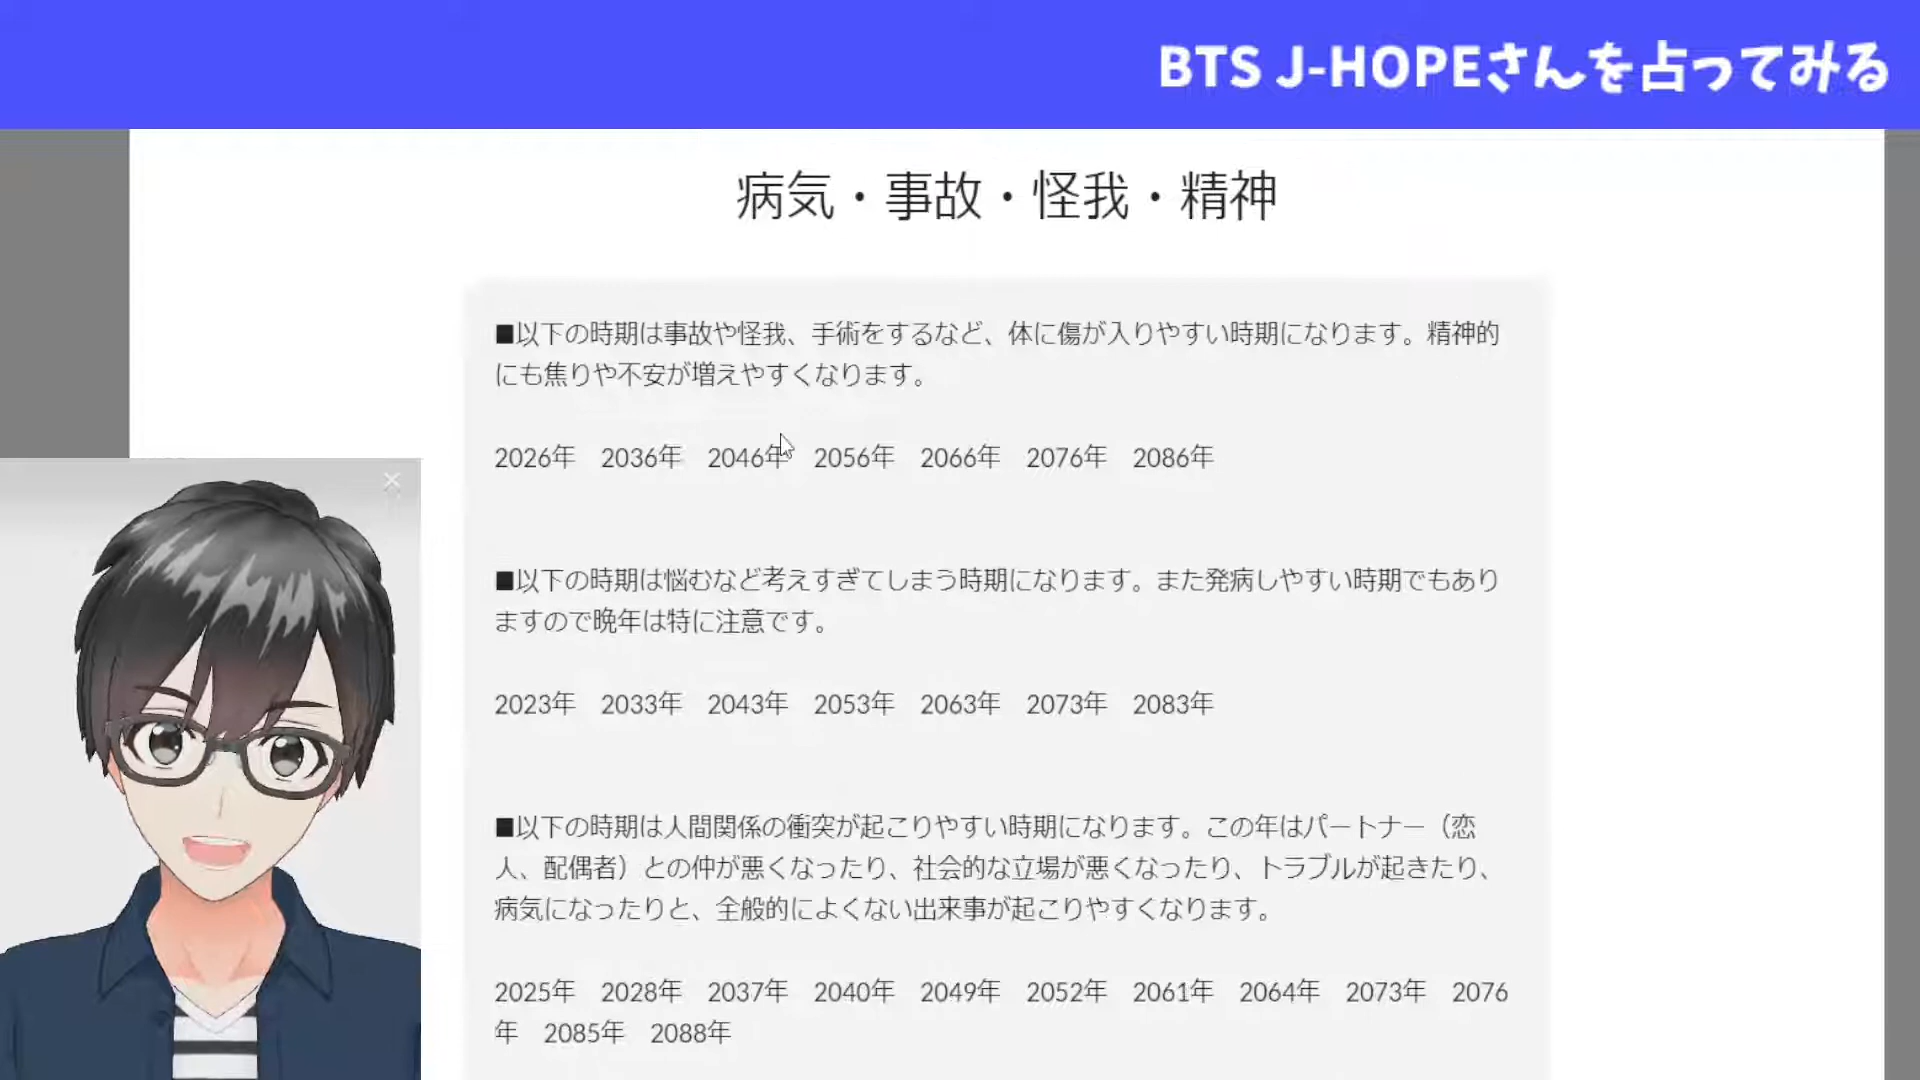 BTS J-HOPEさんを占ってみる
病気・事故・怪我・精神
■以下の時期は事故や怪我、手術をするなど、体に傷が入りやすい時期になります。精神的
にも焦りや不安が増えやすくなります。
2026年 2036年 2046年 2056年 2066年 2076年 2086年
■以下の時期は悩むなど考えすぎてしまう時期になります。また発病しやすい時期でもあり
ますので晩年は特に注意です。
2023年 2033年 2043年 2053年 2063年 2073年 2083年
■以下の時期は人間関係の衝突が起こりやすい時期になります。この年はパートナー（恋
人、配偶者）との仲が悪くなったり、社会的な立場が悪くなったり、トラブルが起きたり、
病気になったりと、全般的によくない出来事が起こりやすくなります。
2025年 2028年 2037年 2040年 2049年 2052年 2061年 2064年 2073年 2076
年 2085年 2088年